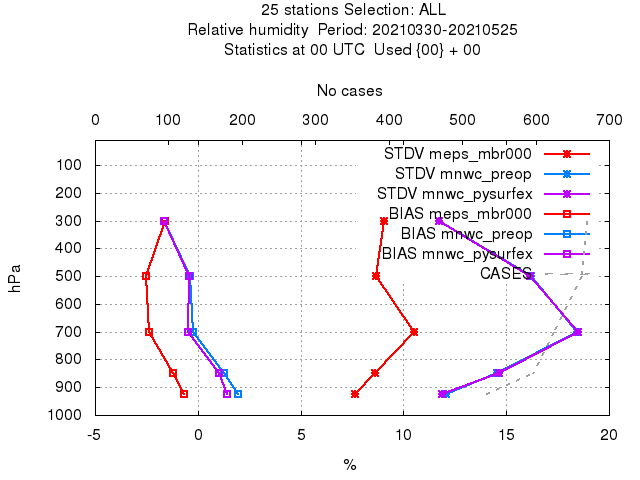 25 stations Selection: ALL
Relative humidity  Period: 20210330-20210525
Statistics at 00 UTC  Used {00} + 00
No cases
0 100 200 300 400 500 600 700
STDV meps_mbr000
STDV mnwc_preop
STDV mnwc_pysurfex
BIAS meps_mbr000
BIAS mnwc_preop
BIAS mnwc_pysurfex
CASES
hPa
100
200
300
400
500
600
700
800
900
1000
-5 0 5 10 15 20
%